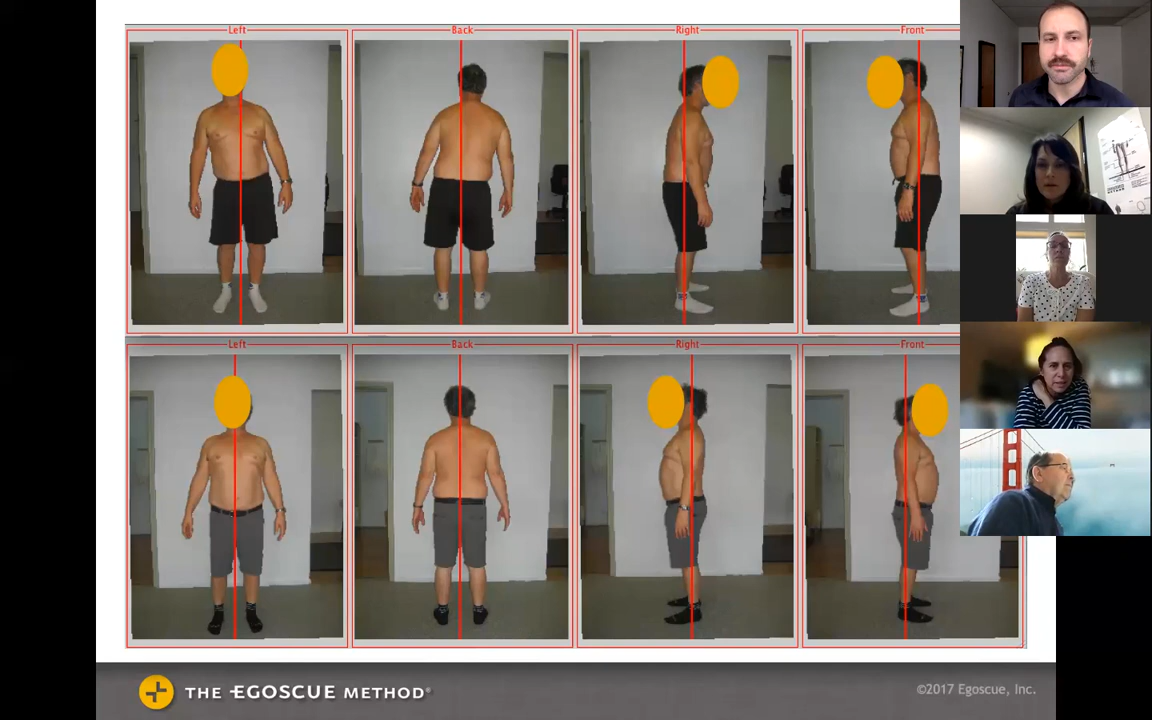 Left
Back
Right
Front
Left
Back
Right
Front
THE EGOSCUE METHOD®
©2017 Egoscue, Inc.